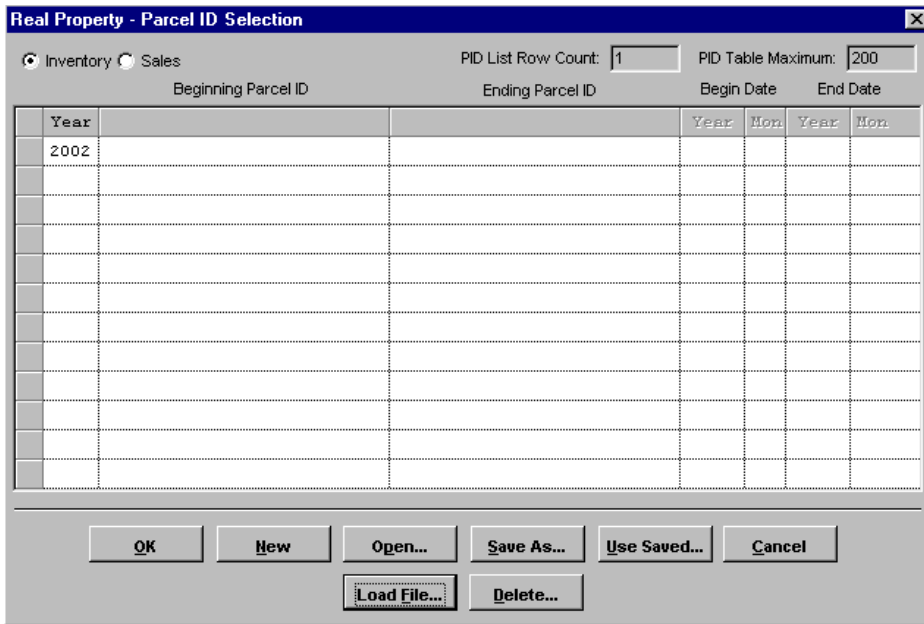 Real Property - Parcel ID Selection
Inventory Sales PID List Row Count: 1 PID Table Maximum: 200
Beginning Parcel ID Ending Parcel ID Begin Date End Date
Year Year Mon Year Mon
2002
OK New Open... Save As... Use Saved... Cancel
Load File... Delete...